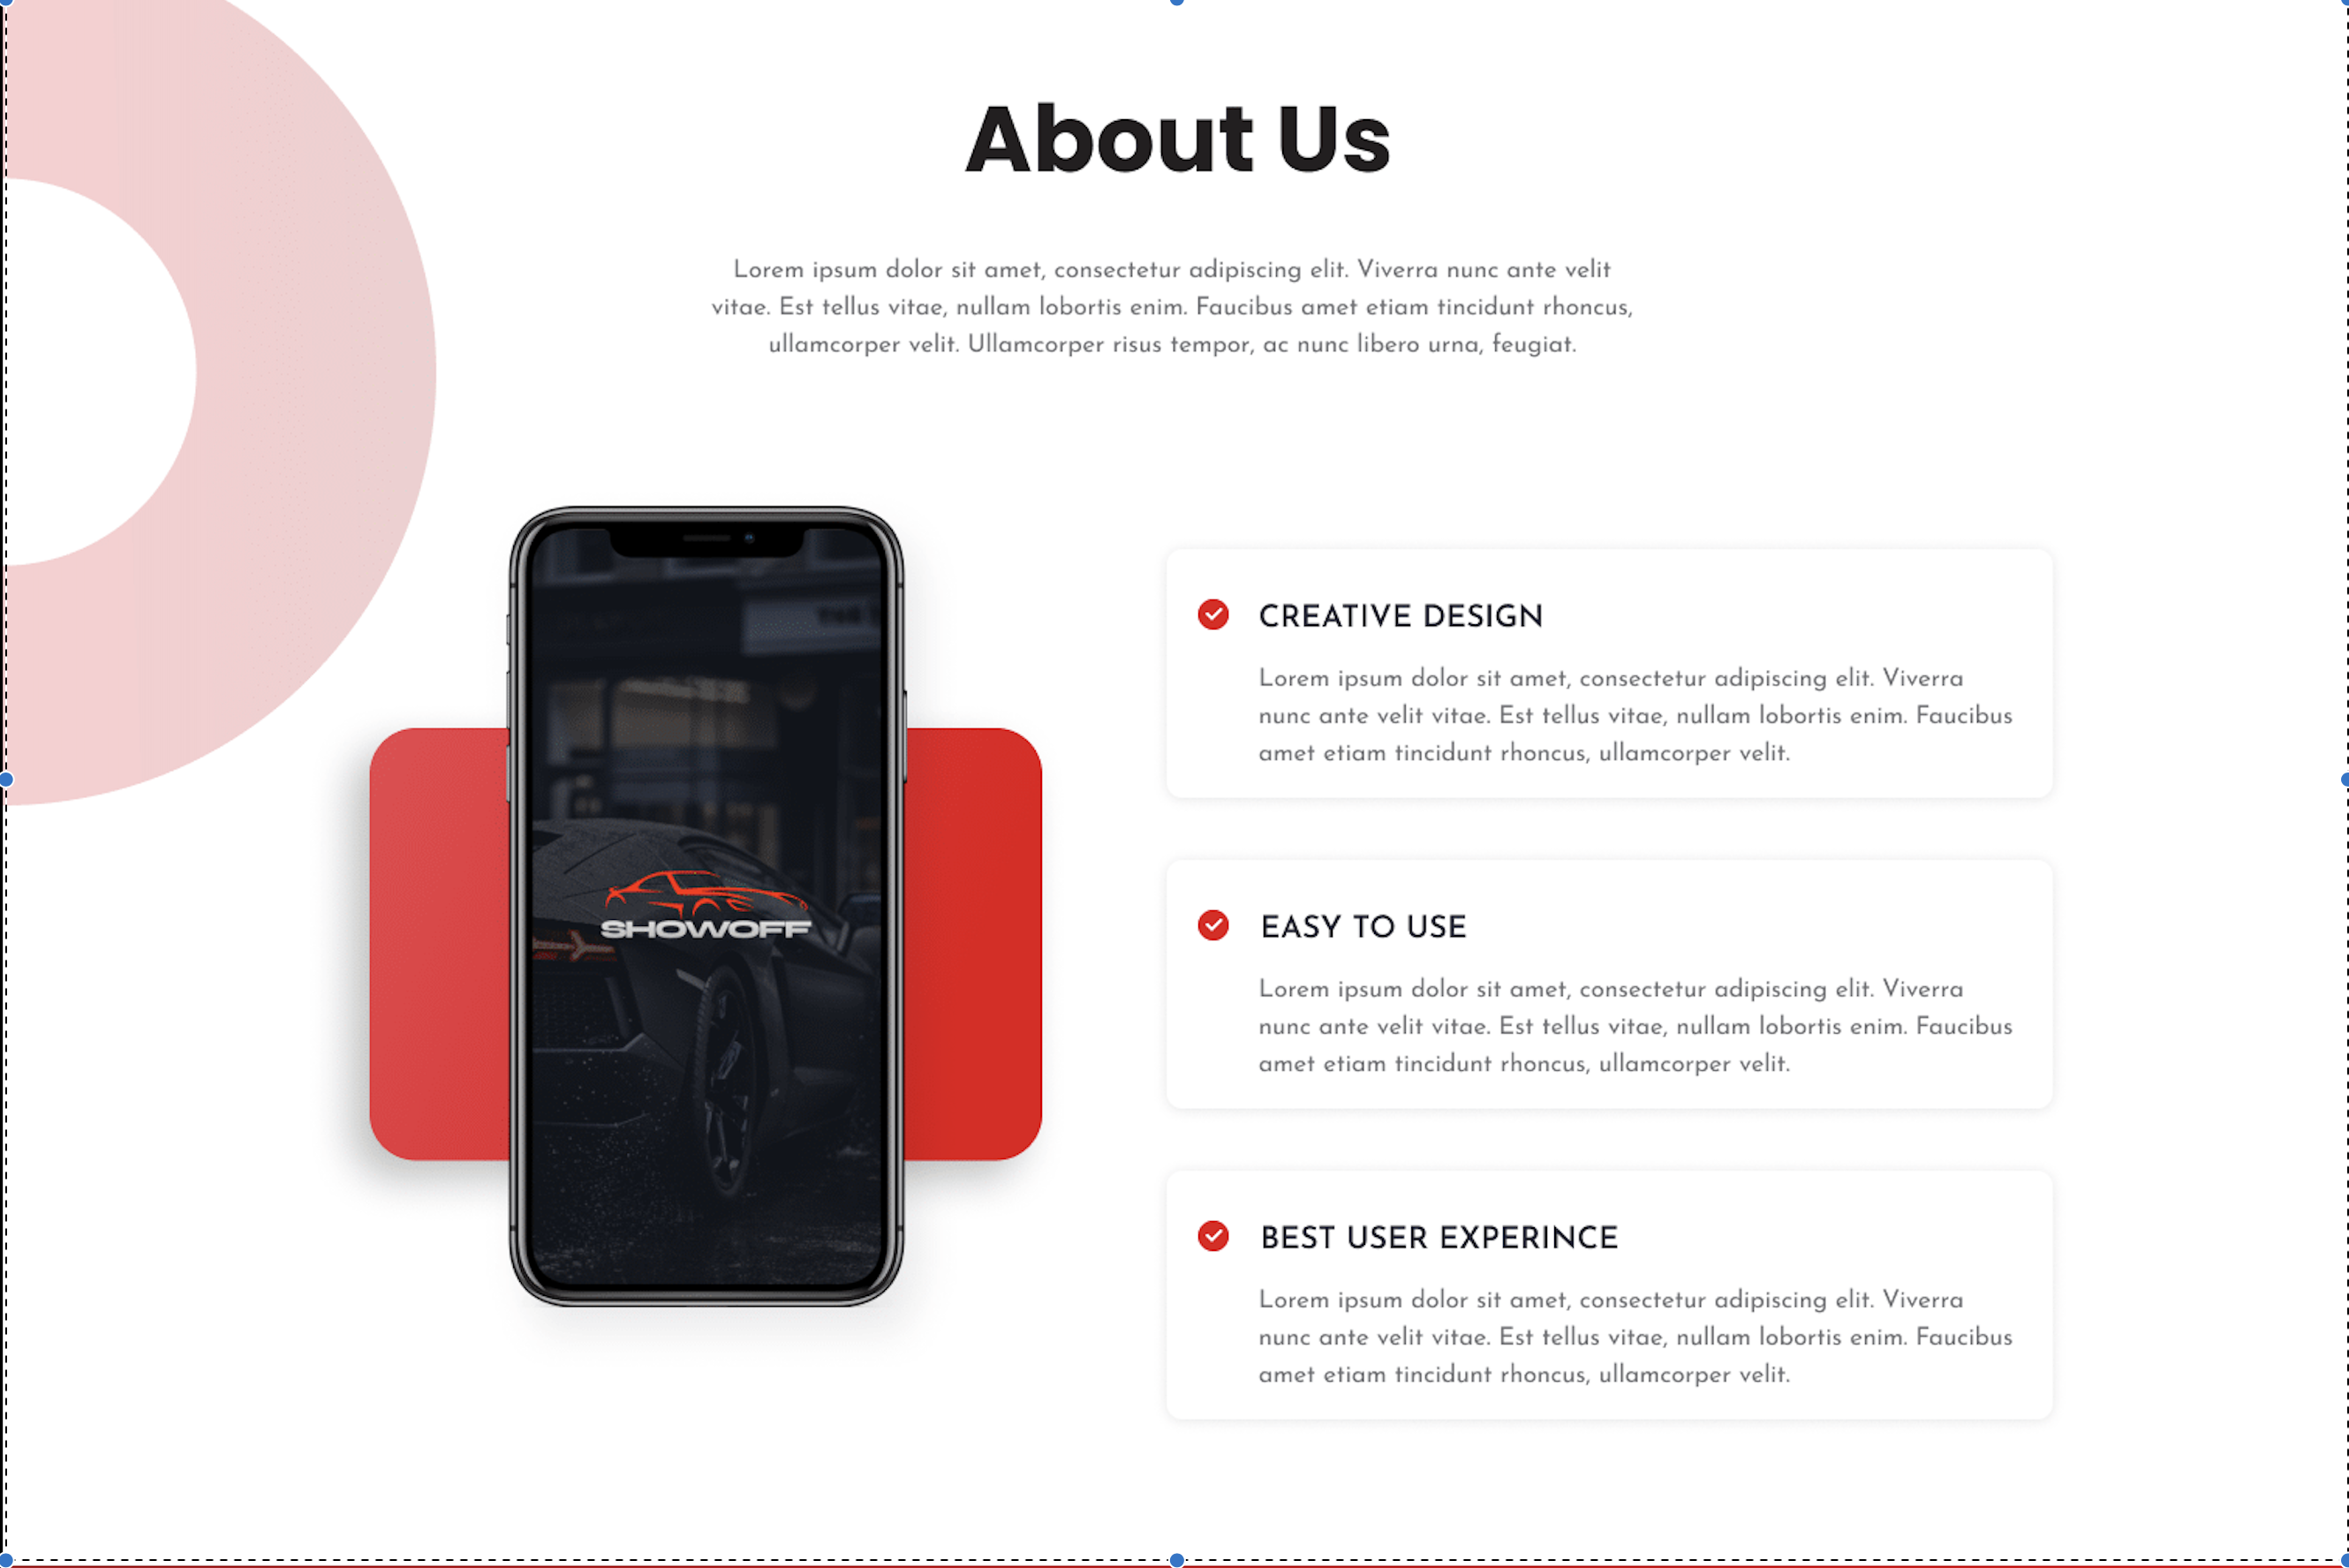 About Us
Lorem ipsum dolor sit amet, consectetur adipiscing elit. Viverra nunc ante velit
vitae. Est tellus vitae, nullam lobortis enim. Faucibus amet etiam tincidunt rhoncus,
ullamcorper velit. Ullamcorper risus tempor, ac nunc libero urna, feugiat.
SHOWOFF
CREATIVE DESIGN
Lorem ipsum dolor sit amet, consectetur adipiscing elit. Viverra
nunc ante velit vitae. Est tellus vitae, nullam lobortis enim. Faucibus
amet etiam tincidunt rhoncus, ullamcorper velit.
EASY TO USE
Lorem ipsum dolor sit amet, consectetur adipiscing elit. Viverra
nunc ante velit vitae. Est tellus vitae, nullam lobortis enim. Faucibus
amet etiam tincidunt rhoncus, ullamcorper velit.
BEST USER EXPERINCE
Lorem ipsum dolor sit amet, consectetur adipiscing elit. Viverra
nunc ante velit vitae. Est tellus vitae, nullam lobortis enim. Faucibus
amet etiam tincidunt rhoncus, ullamcorper velit.